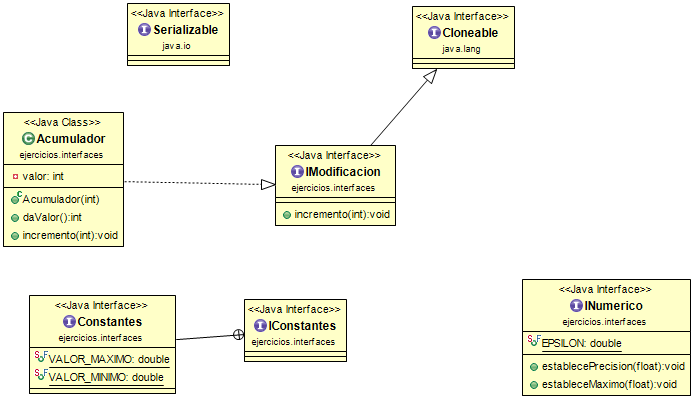 <<Java Interface>>
Serializable
java.io
<<Java Interface>>
Cloneable
java.lang
<<Java Class>>
Acumulador
ejercicios.interfaces
valor: int
Acumulador(int)
daValor():int
incremento(int):void
<<Java Interface>>
IModificacion
ejercicios.interfaces
incremento(int):void
<<Java Interface>>
Constantes
ejercicios.interfaces
VALOR_MAXIMO: double
VALOR_MINIMO: double
<<Java Interface>>
IConstantes
ejercicios.interfaces
<<Java Interface>>
INumerico
ejercicios.interfaces
EPSILON: double
establecePrecision(float):void
estableceMaximo(float):void